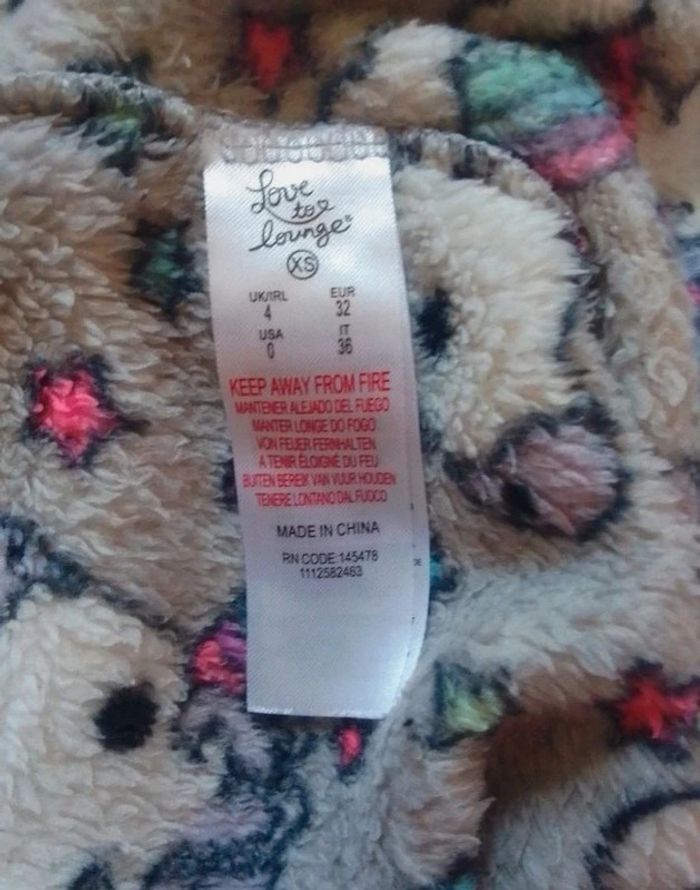 Love
to
lounge®
XS
UK/IRL EUR
4 32
USA IT
0 36
KEEP AWAY FROM FIRE
MANTENER ALEJADO DEL FUEGO
MANTER LONGE DO FOGO
VON FEUER FERNHALTEN
A TENIR ÉLOIGNÉ DU FEU
BUITEN BEREIK VAN VUUR HOUDEN
TENERE LONTANO DAL FUOCO
MADE IN CHINA
RN CODE:145478
1112582463